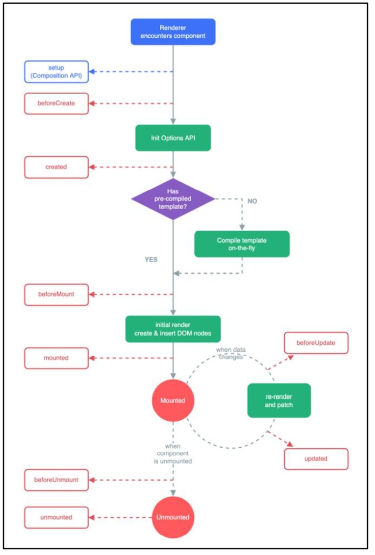 Renderer
encounters component
setup
(Composition API)
beforeCreate
Init Options API
created
Has
pre-compiled
template?
NO
Compile template
on-the-fly
YES
beforeMount
initial render
create & insert DOM nodes
mounted
when data
changes
beforeUpdate
Mounted
re-render
and patch
when
component
is unmounted
updated
beforeUnmount
unmounted
Unmounted